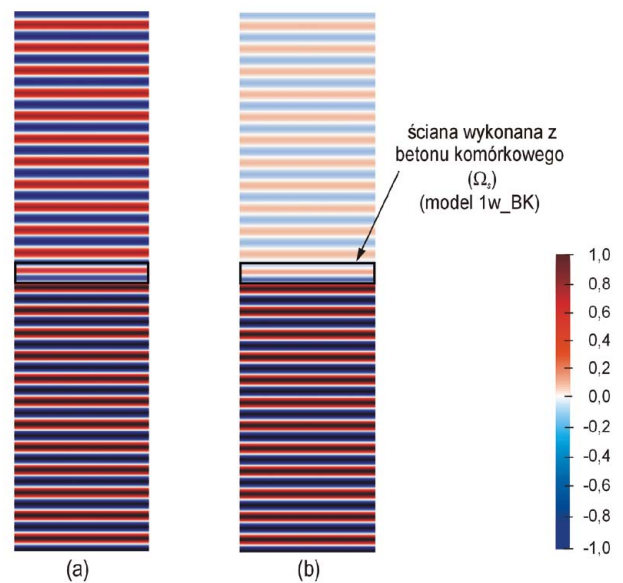 ściana wykonana z
betonu komórkowego
(Ωs)
(model 1w_BK)
1,0
0,8
0,6
0,4
0,2
0,0
-0,2
-0,4
-0,6
-0,8
-1,0
(a)
(b)